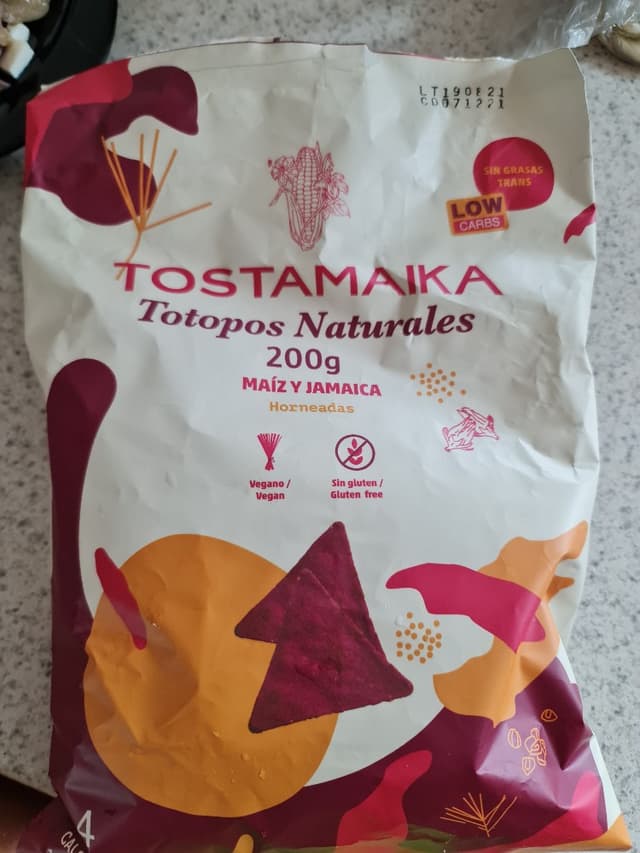 LT190821
CD071221
SIN GRASAS
TRANS
LOW
CARBS
TOSTAMAIKA
Totopos Naturales
200g
MAÍZ Y JAMAICA
Horneadas
Vegano /
Vegan
Sin gluten /
Gluten free
4